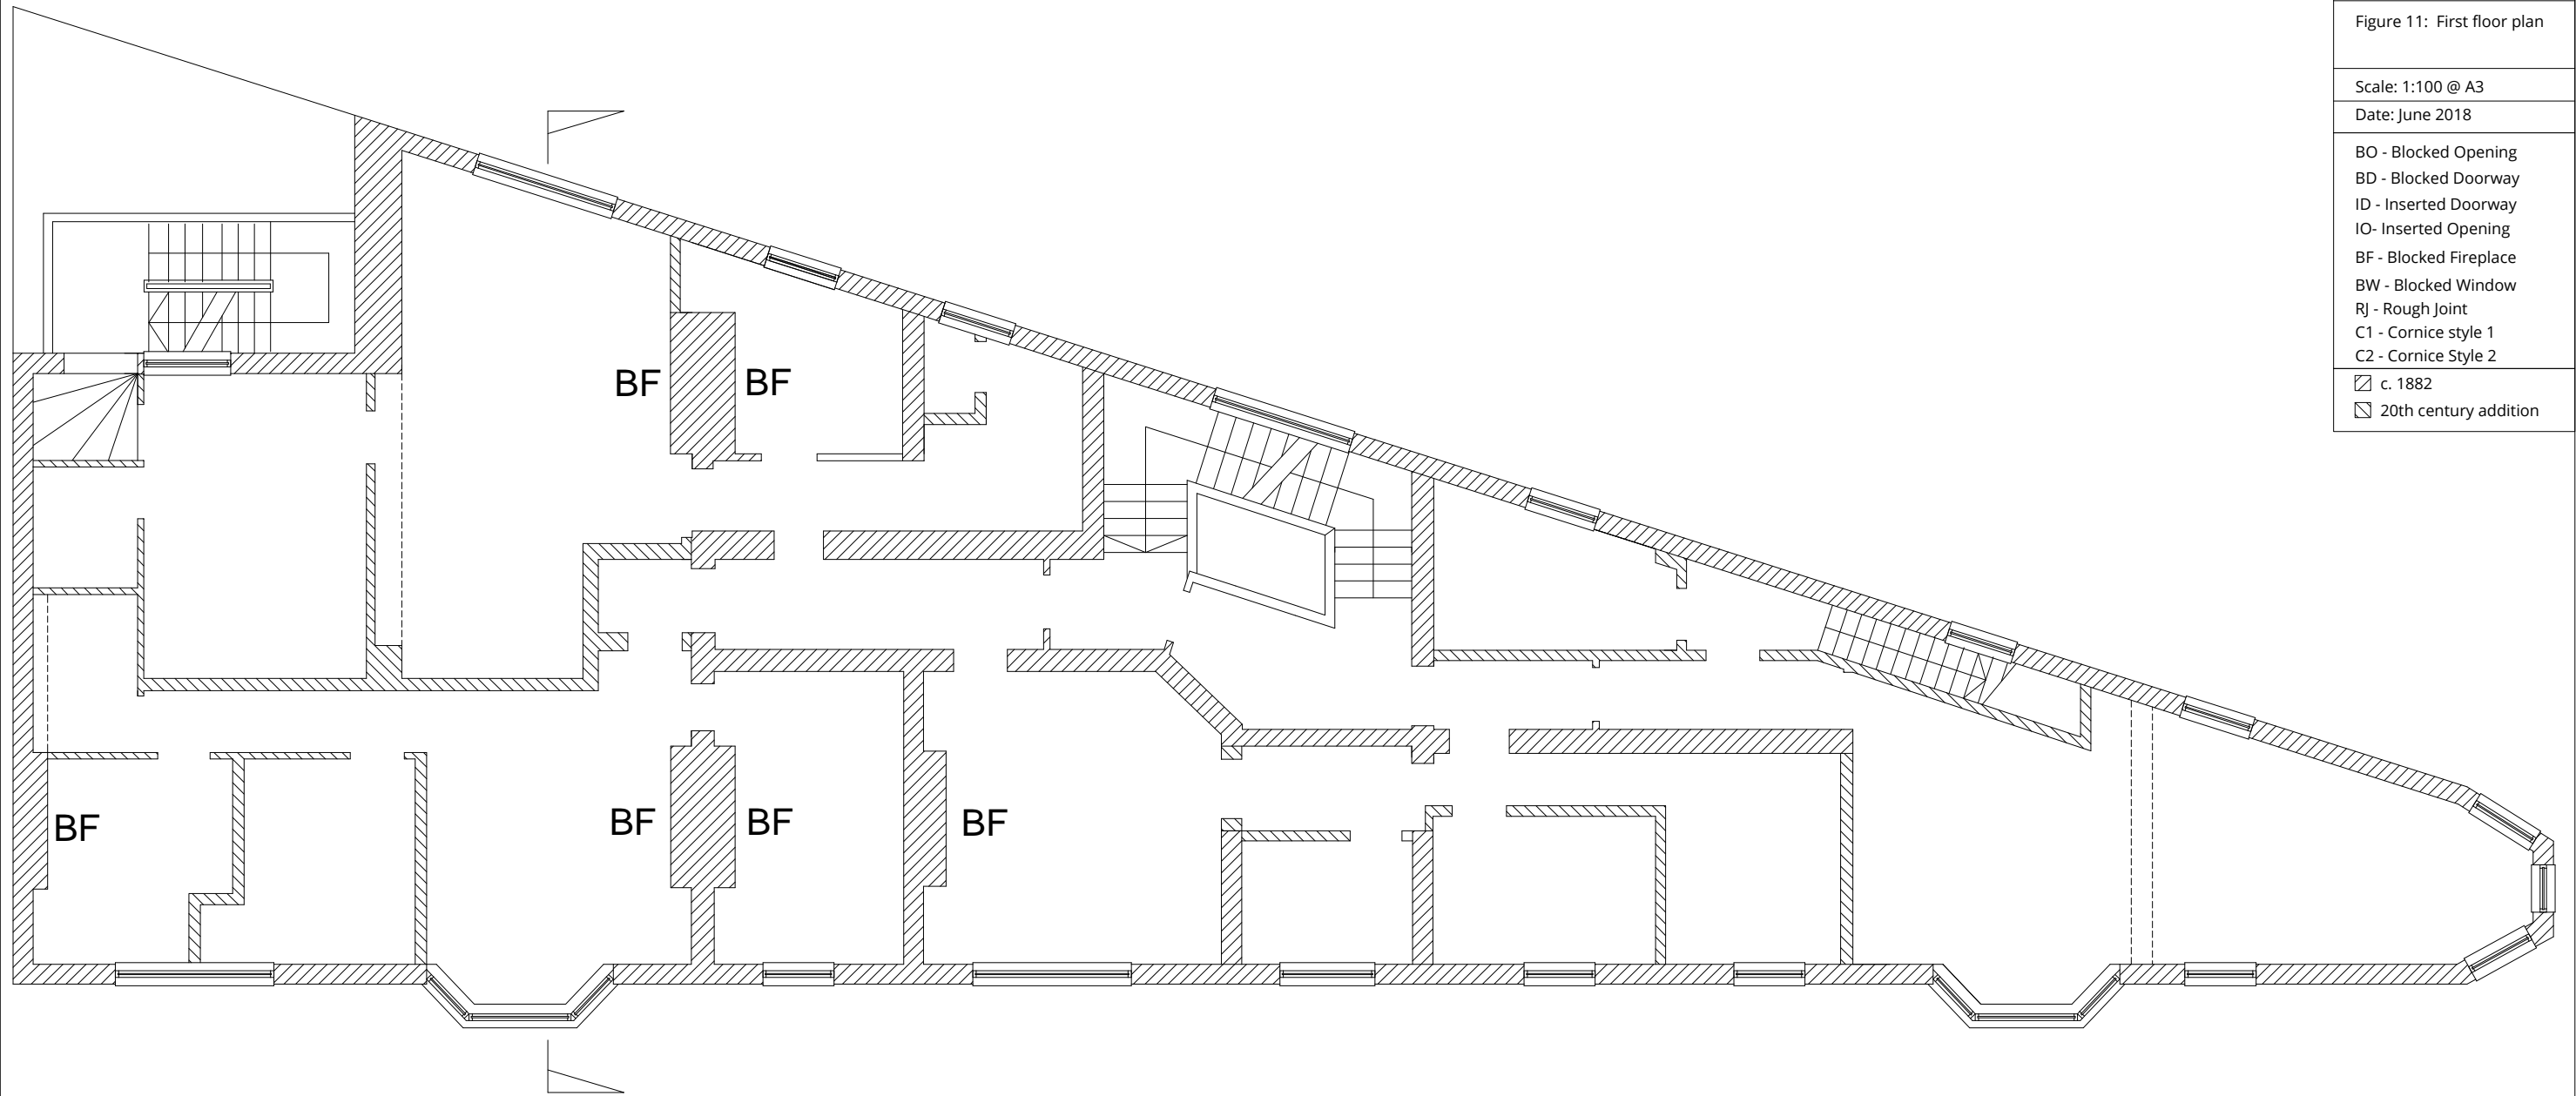 Figure 11: First floor plan
Scale: 1:100 @ A3
Date: June 2018
BO - Blocked Opening
BD - Blocked Doorway
ID - Inserted Doorway
IO- Inserted Opening
BF - Blocked Fireplace
BW - Blocked Window
RJ - Rough Joint
C1 - Cornice style 1
C2 - Cornice Style 2
c. 1882
20th century addition
BF BF
BF BF BF BF